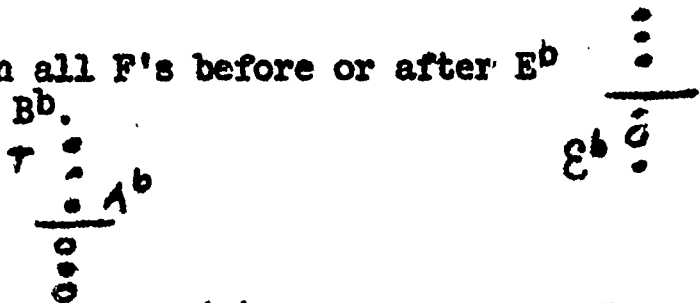 all F's before or after E♭
B♭.
T
A♭
E♭